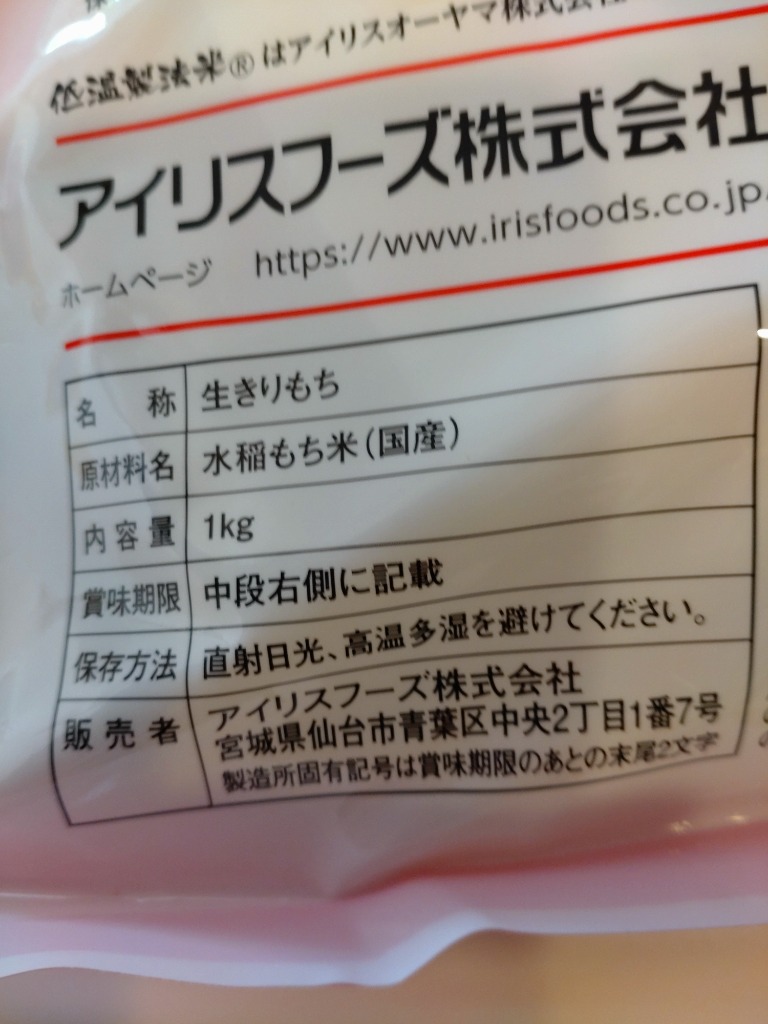 低温製法米®はアイリスオーヤマ株式会社
アイリスフーズ株式会社
ホームページ https://www.irisfoods.co.jp
名称 生きりもち
原材料名 水稲もち米(国産)
内容量 1kg
賞味期限 中段右側に記載
保存方法 直射日光、高温多湿を避けてください。
販売者 アイリスフーズ株式会社
宮城県仙台市青葉区中央2丁目1番7号
製造所固有記号は賞味期限のあとの末尾2文字